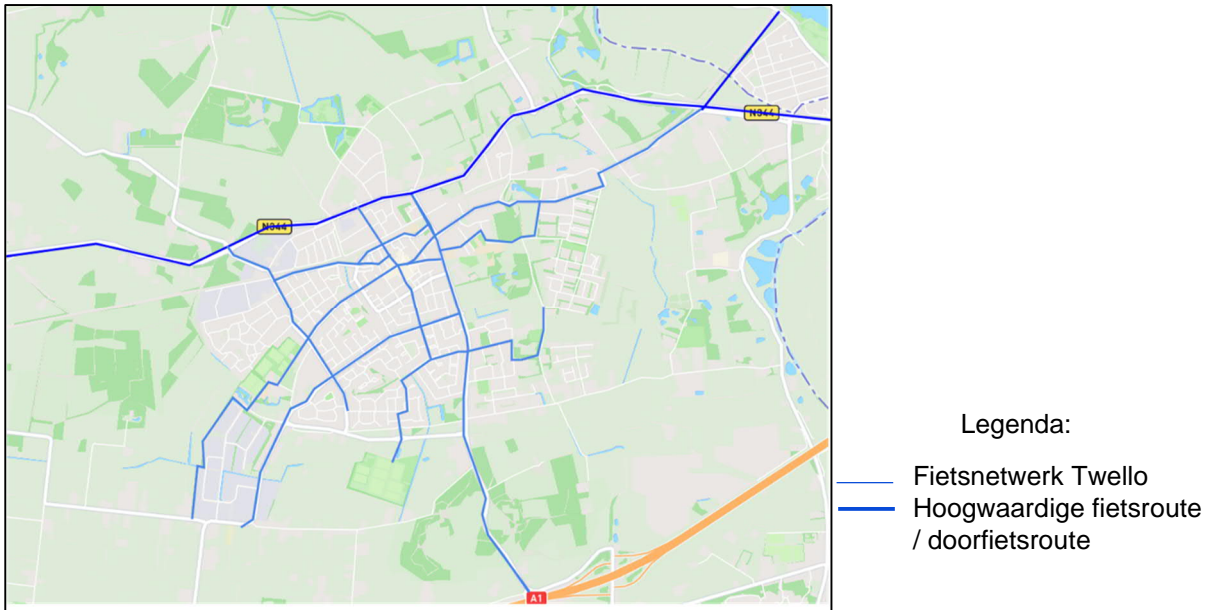 N344
N344
A1
Legenda:
Fietsnetwerk Twello
Hoogwaardige fietsroute
/ doorfietsroute